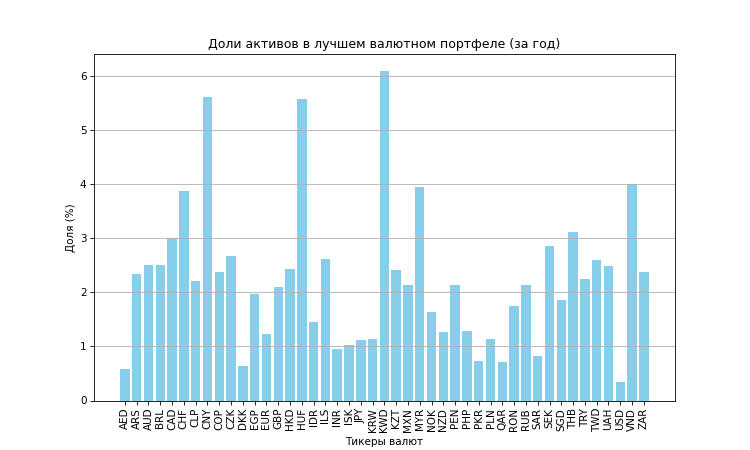 Доли активов в лучшем валютном портфеле (за год)
Доля (%)
6
5
4
3
2
1
0
AED ARS AUD BRL CAD CHF CLP CNY COP CZK DKK EGP EUR GBP HKD HUF IDR ILS INR ISK JPY KRW KWD KZT MXN MYR NOK NZD PEN PHP PKR PLN QAR RON RUB SAR SEK SGD THB TRY TWD UAH USD VND ZAR
Тикеры валют